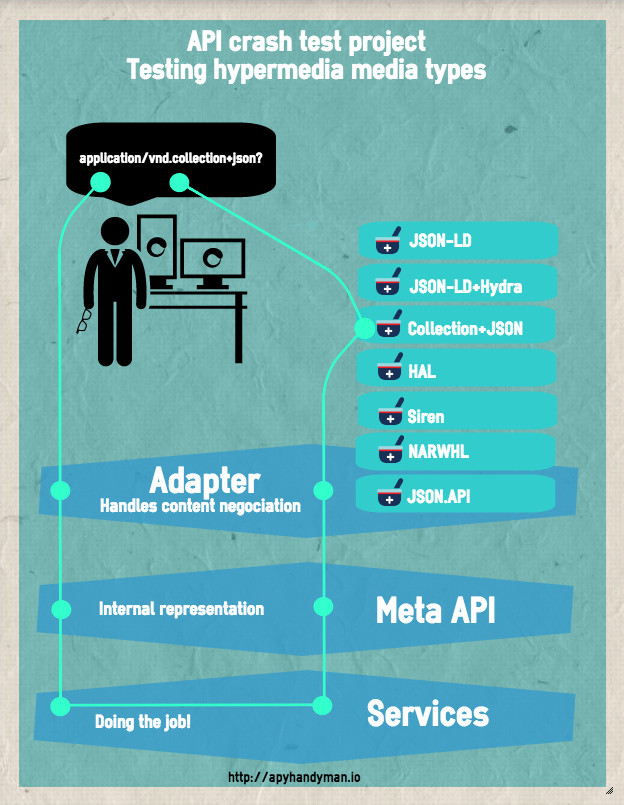 API crash test project
Testing hypermedia media types
application/vnd.collection+json?
JSON-LD
JSON-LD+Hydra
Collection+JSON
HAL
Siren
NARWHL
JSON.API
Adapter
Handles content negociation
Internal representation
Meta API
Doing the job!
Services
http://apyhandyman.io